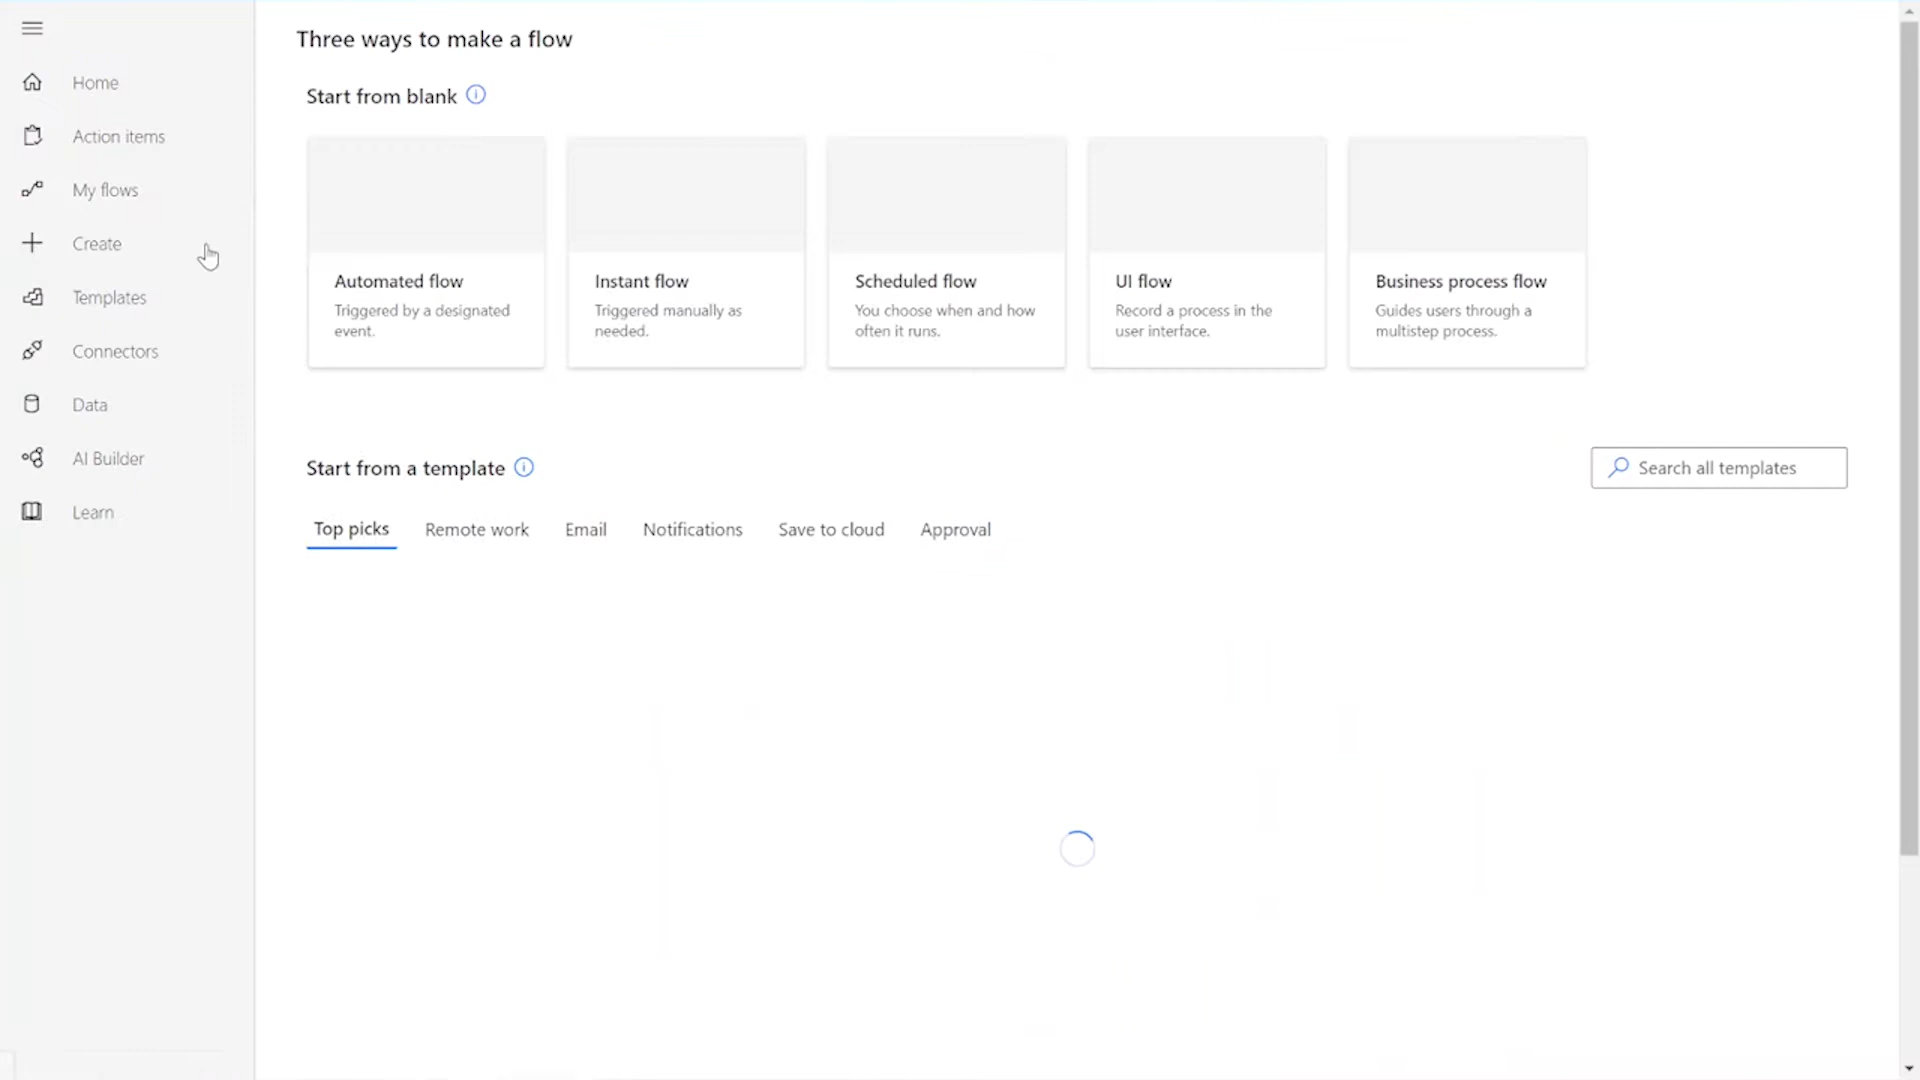 Three ways to make a flow
Home
Action items
My flows
Create
Templates
Connectors
Data
AI Builder
Learn
Start from blank
Automated flow
Triggered by a designated
event.
Instant flow
Triggered manually as
needed.
Scheduled flow
You choose when and how
often it runs.
UI flow
Record a process in the
user interface.
Business process flow
Guides users through a
multistep process.
Start from a template
Search all templates
Top picks
Remote work
Email
Notifications
Save to cloud
Approval